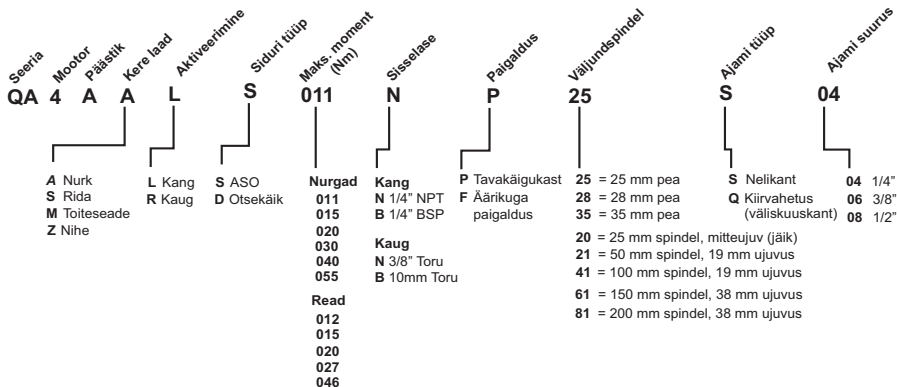 Seeria
Mootor
Päästik
Kere laad
Aktiveerimine
Siduri tüüp
Maks. moment
(Nm)
Sisselase
Paigaldus
Väljundspindel
Ajami tüüp
Ajami suurus
QA 4 A A L S 011 N P 25 S 04
A Nurk
S Rida
M Toiteseade
Z Nihe
L Kang
R Kaug
S ASO
D Otsekäik
Nurgad
011
015
020
030
040
055
Read
012
015
020
027
046
Kang
N 1/4” NPT
B 1/4” BSP
Kaug
N 3/8” Toru
B 10mm Toru
P Tavakäigukast
F Äärikuga
paigaldus
25 = 25 mm pea
28 = 28 mm pea
35 = 35 mm pea
20 = 25 mm spindel, mitteujuv (jäik)
21 = 50 mm spindel, 19 mm ujuvus
41 = 100 mm spindel, 19 mm ujuvus
61 = 150 mm spindel, 38 mm ujuvus
81 = 200 mm spindel, 38 mm ujuvus
S Nelikant
Q Kiirvahetus
(väliskuuskant)
04 1/4”
06 3/8”
08 1/2”